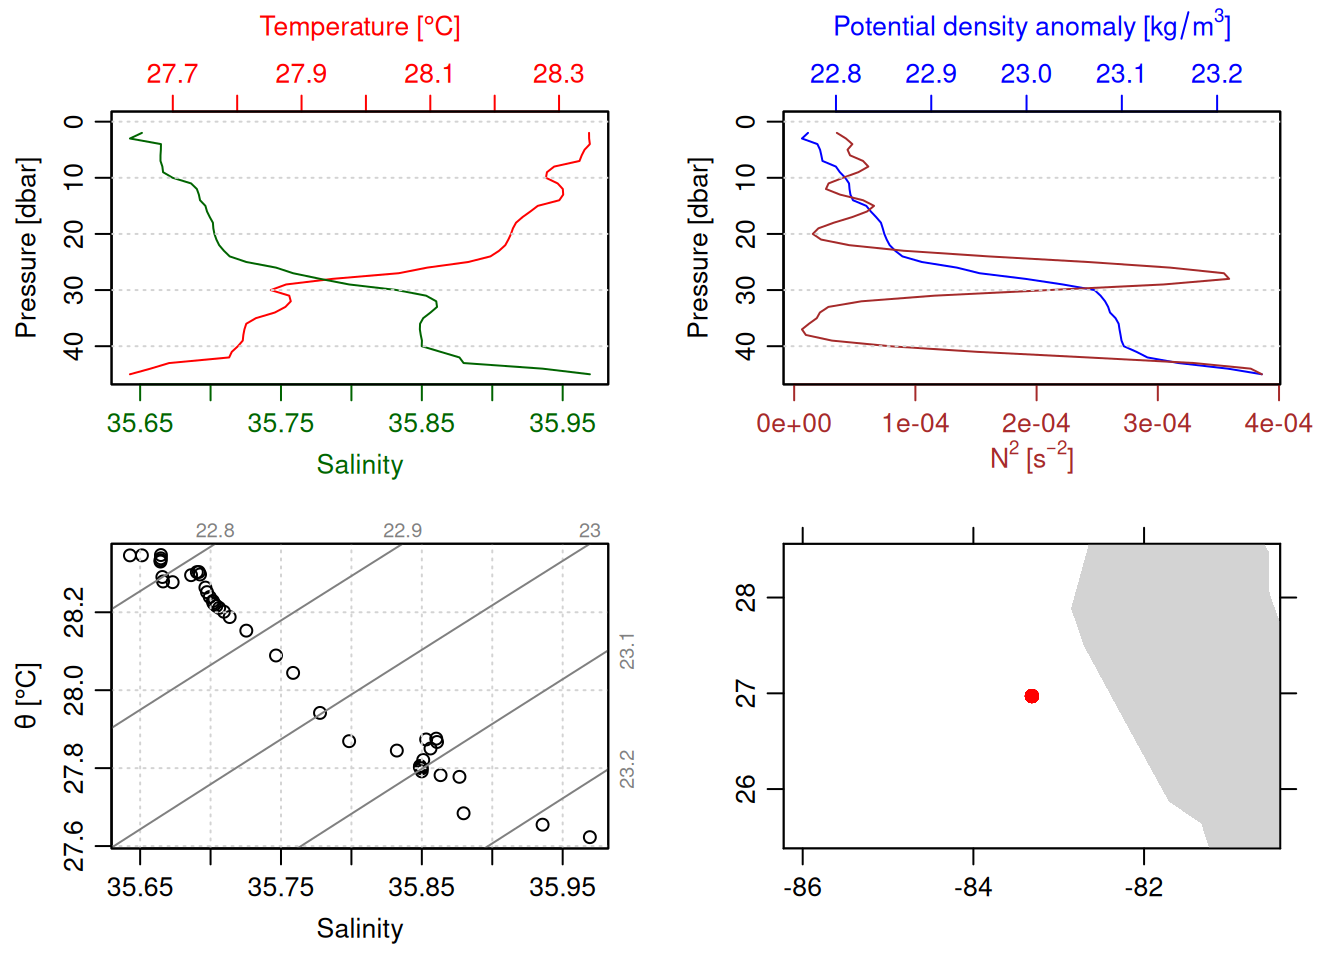 Temperature [°C]
27.7 27.9 28.1 28.3
Pressure [dbar]
0 10 20 30 40
35.65 35.75 35.85 35.95
Salinity
Potential density anomaly [kg/m³]
22.8 22.9 23.0 23.1 23.2
Pressure [dbar]
0 10 20 30 40
0e+00 1e-04 2e-04 3e-04 4e-04
N² [s⁻²]
22.8 22.9 23
23.1
23.2
θ [°C]
28.2 28.0 27.8 27.6
35.65 35.75 35.85 35.95
Salinity
28 27 26
-86 -84 -82